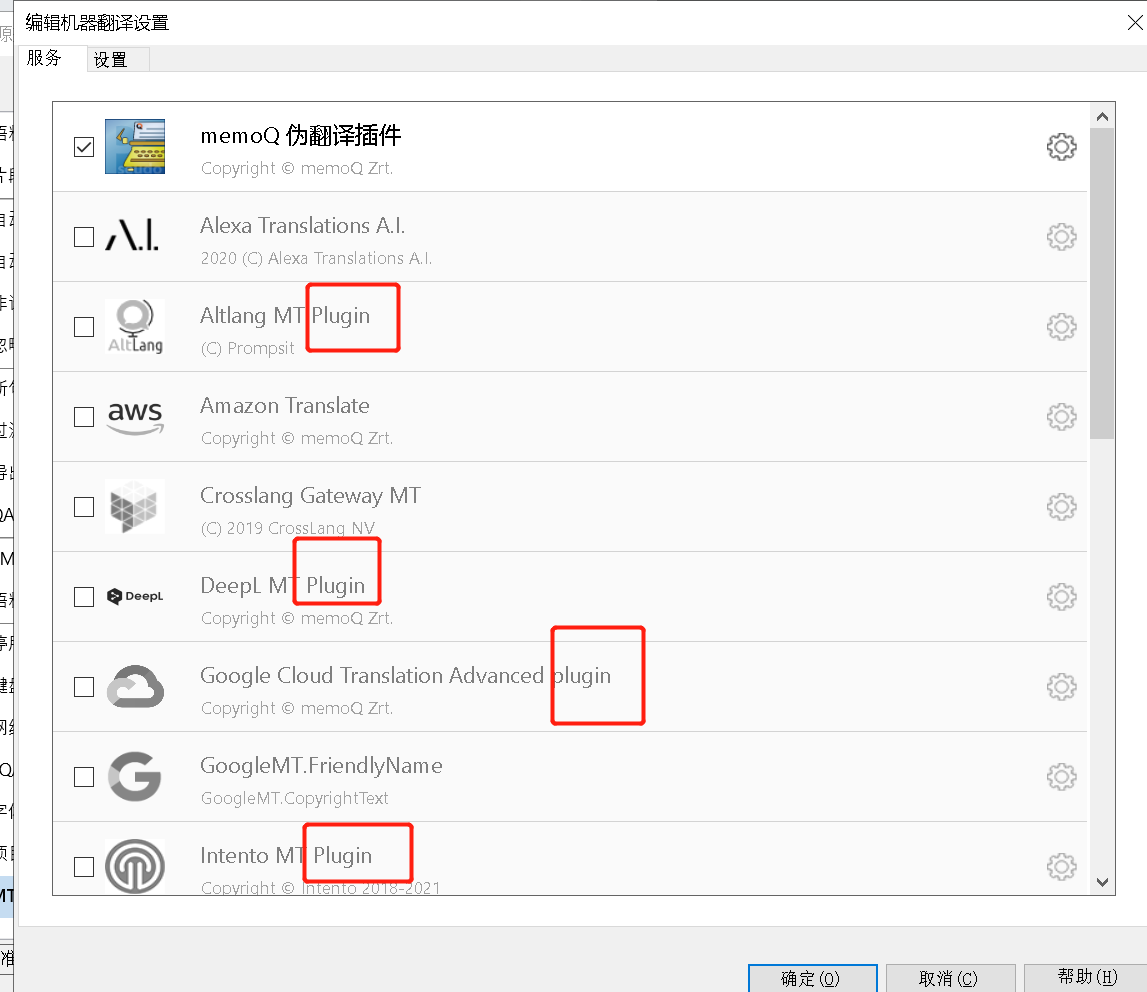 编辑机器翻译设置
服务 设置
memoQ 伪翻译插件
Copyright © memoQ Zrt.
A.I.
Alexa Translations A.I.
2020 (C) Alexa Translations A.I.
AltLang
Altlang MT Plugin
(C) Prompsit
aws
Amazon Translate
Copyright © memoQ Zrt.
Crosslang Gateway MT
(C) 2019 CrossLang NV
DeepL
DeepL MT Plugin
Copyright © memoQ Zrt.
Google Cloud Translation Advanced plugin
Copyright © memoQ Zrt.
GoogleMT.FriendlyName
GoogleMT.CopyrightText
Intento MT Plugin
Copyright © Intento 2018-2021
确定(O) 取消(C) 帮助(H)